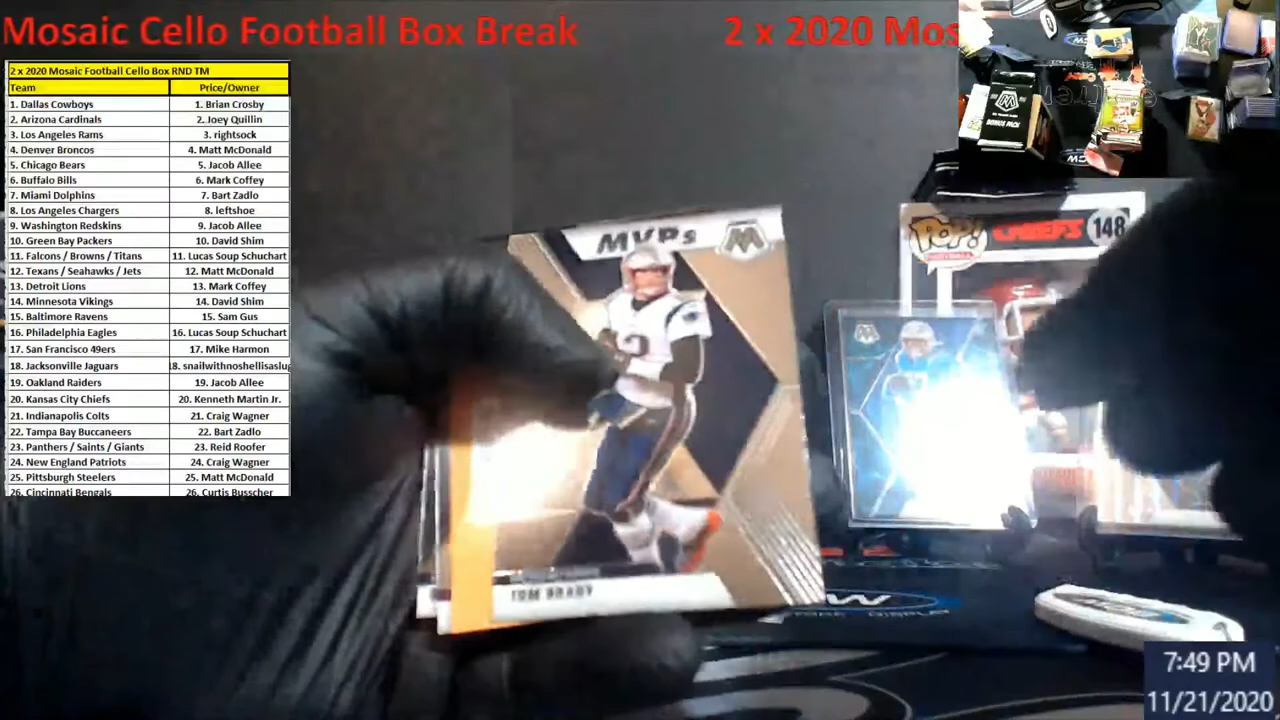 Mosaic Cello Football Box Break 2 x 2020 Mos
2 x 2020 Mosaic Football Cello Box RND TM
Team Price/Owner
1. Dallas Cowboys 1. Brian Crosby
2. Arizona Cardinals 2. Joey Quillin
3. Los Angeles Rams 3. rightsock
4. Denver Broncos 4. Matt McDonald
5. Chicago Bears 5. Jacob Allee
6. Buffalo Bills 6. Mark Coffey
7. Miami Dolphins 7. Bart Zadlo
8. Los Angeles Chargers 8. leftshoe
9. Washington Redskins 9. Jacob Allee
10. Green Bay Packers 10. David Shim
11. Falcons / Browns / Titans 11. Lucas Soup Schuchart
12. Texans / Seahawks / Jets 12. Matt McDonald
13. Detroit Lions 13. Mark Coffey
14. Minnesota Vikings 14. David Shim
15. Baltimore Ravens 15. Sam Gus
16. Philadelphia Eagles 16. Lucas Soup Schuchart
17. San Francisco 49ers 17. Mike Harmon
18. Jacksonville Jaguars 18. snailwithnoshellisaslug
19. Oakland Raiders 19. Jacob Allee
20. Kansas City Chiefs 20. Kenneth Martin Jr.
21. Indianapolis Colts 21. Craig Wagner
22. Tampa Bay Buccaneers 22. Bart Zadlo
23. Panthers / Saints / Giants 23. Reid Roofer
24. New England Patriots 24. Craig Wagner
25. Pittsburgh Steelers 25. Matt McDonald
26. Cincinnati Bengals 26. Curtis Busscher
MVPs
TOM BRADY
POP! CHIEFS 148
FOOTBALL
BONUS PACK
DISPLAY
7:49 PM
11/21/2020